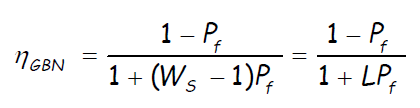 η_GBN = (1 − P_f) / (1 + (W_S − 1)P_f) = (1 − P_f) / (1 + LP_f)